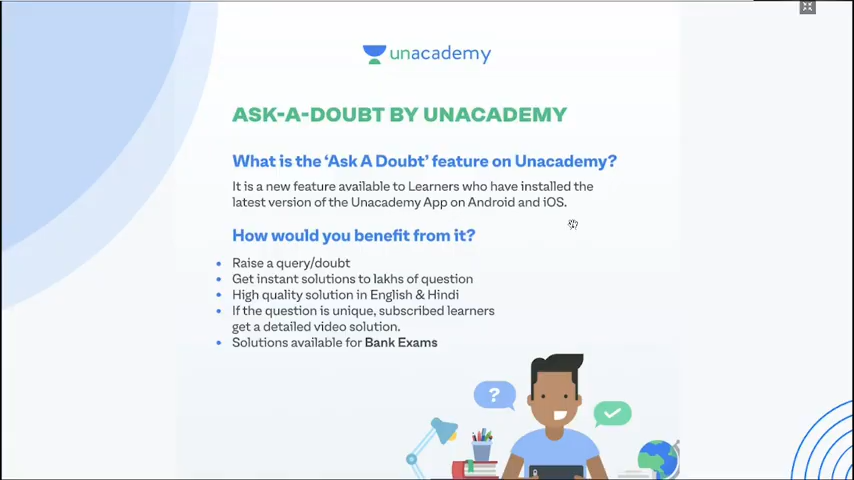 unacademy
ASK-A-DOUBT BY UNACADEMY
What is the ‘Ask A Doubt’ feature on Unacademy?
It is a new feature available to Learners who have installed the
latest version of the Unacademy App on Android and iOS.
How would you benefit from it?
• Raise a query/doubt
• Get instant solutions to lakhs of question
• High quality solution in English & Hindi
• If the question is unique, subscribed learners
get a detailed video solution.
• Solutions available for Bank Exams
?